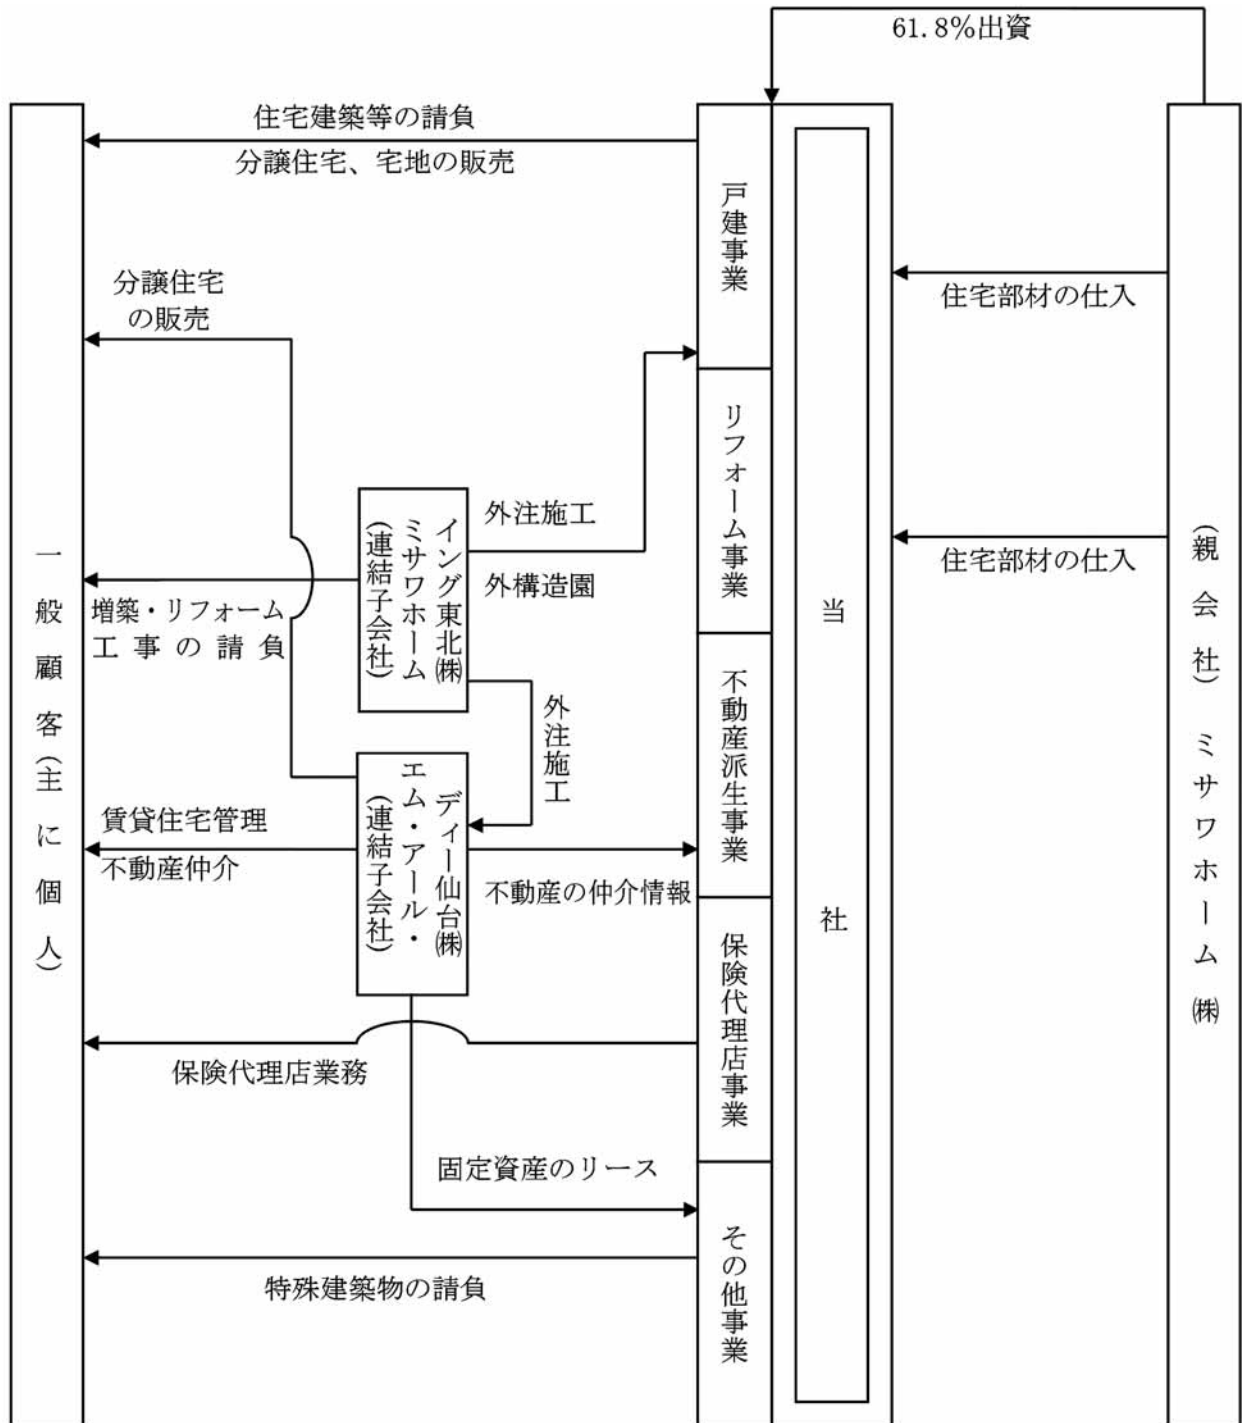 61.8%出資
住宅建築等の請負
分譲住宅、宅地の販売
分譲住宅
の販売
外注施工
外構造園
増築・リフォーム
工事の請負
外注施工
賃貸住宅管理
不動産仲介
不動産の仲介情報
保険代理店業務
固定資産のリース
特殊建築物の請負
住宅部材の仕入
住宅部材の仕入
一般顧客(主に個人)
イング東北㈱
ミサワホーム
(連結子会社)
ディー仙台㈱
エム・アール・
(連結子会社)
戸建事業
リフォーム事業
不動産派生事業
保険代理店事業
その他事業
当社
(親会社) ミサワホーム㈱